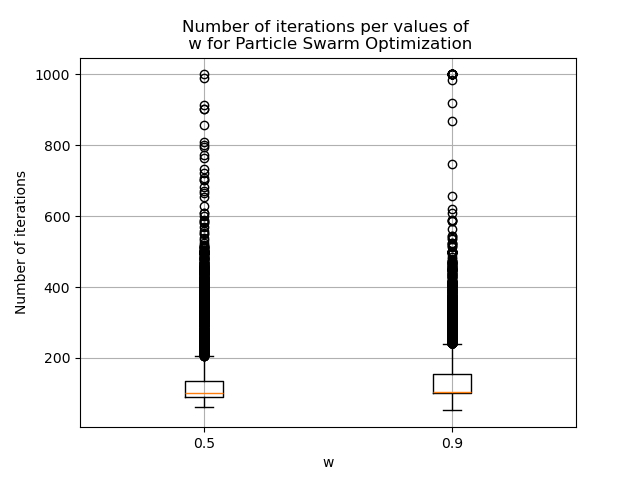 Number of iterations per values of
w for Particle Swarm Optimization
1000
800
600
400
200
Number of iterations
0.5 0.9
w